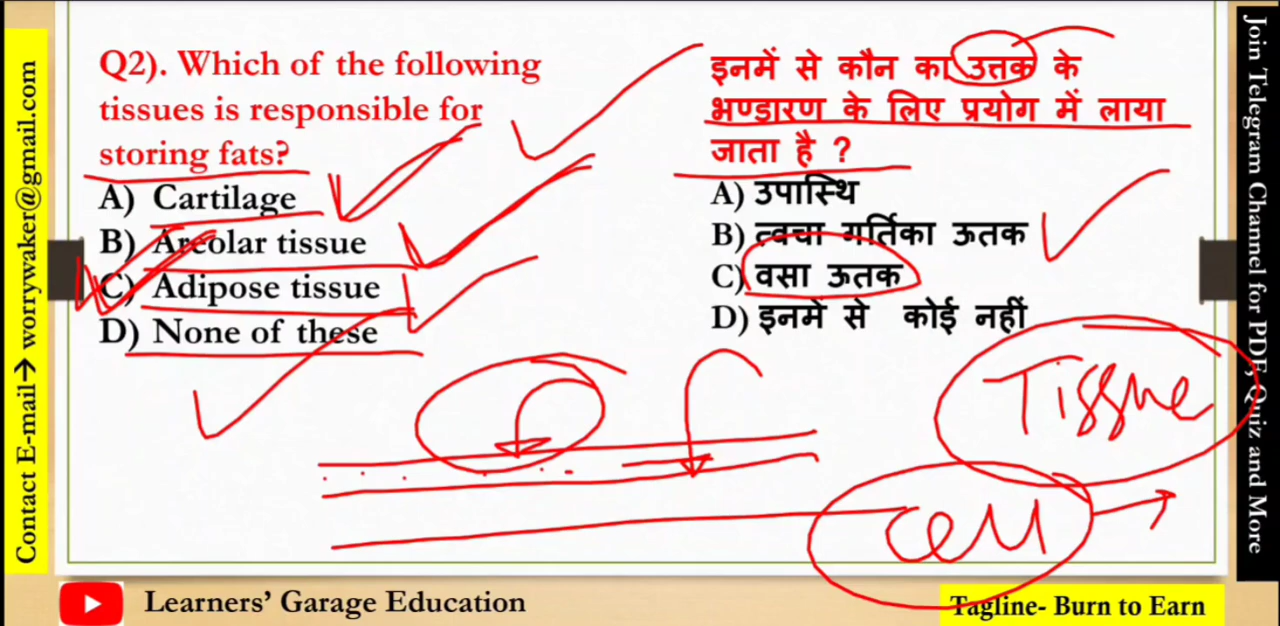 Contact E-mail→ worrywaker@gmail.com
Q2). Which of the following
tissues is responsible for
storing fats?
A) Cartilage
B) Areolar tissue
C) Adipose tissue
D) None of these
इनमें से कौन का उत्तक के
भण्डारण के लिए प्रयोग में लाया
जाता है ?
A) उपास्थि
B) त्वचा गर्तिका ऊतक
C) वसा ऊतक
D) इनमे से कोई नहीं
Tissue
Cell
Join Telegram Channel for PDF, Quiz and More
Learners’ Garage Education
Tagline- Burn to Earn